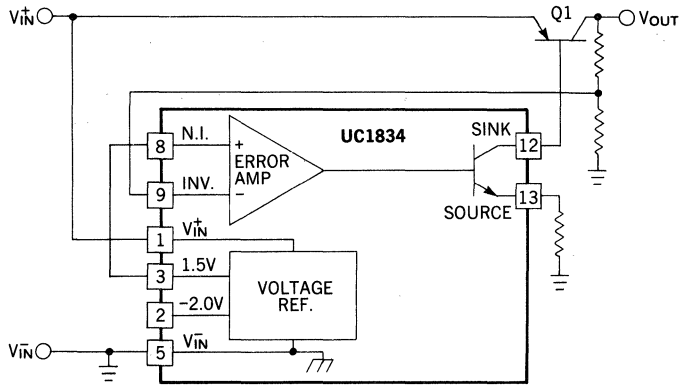 V+IN
Q1
VOUT
UC1834
SINK
12
8
N.I.
+
ERROR
AMP
9
INV.
−
13
SOURCE
1
V+IN
3
1.5V
VOLTAGE
REF.
2
−2.0V
V−IN
5
V−IN